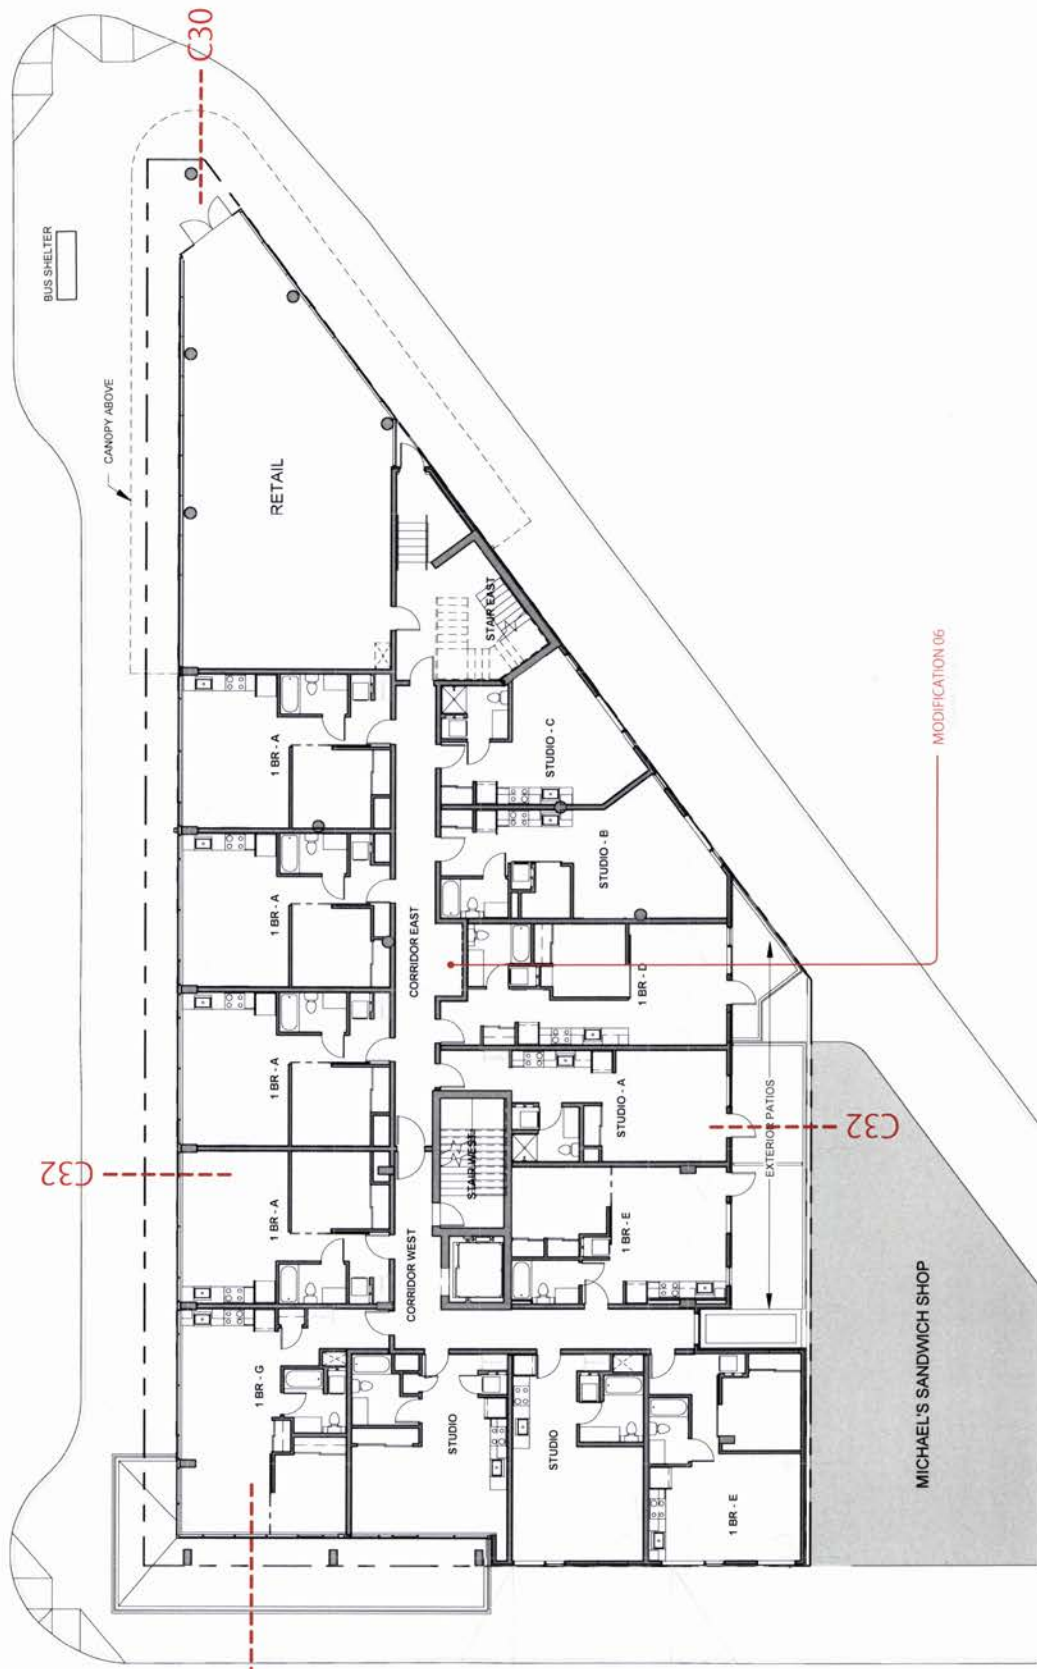 C30
BUS SHELTER
CANOPY ABOVE
RETAIL
STAIR EAST
MODIFICATION 06
1 BR - A
STUDIO - C
1 BR - A
STUDIO - B
CORRIDOR EAST
1 BR - D
1 BR - A
STUDIO - A
EXTERIOR PATIOS
C32
C32
1 BR - A
STAIR WEST
1 BR - E
CORRIDOR WEST
1 BR - G
STUDIO
STUDIO
1 BR - E
MICHAEL'S SANDWICH SHOP